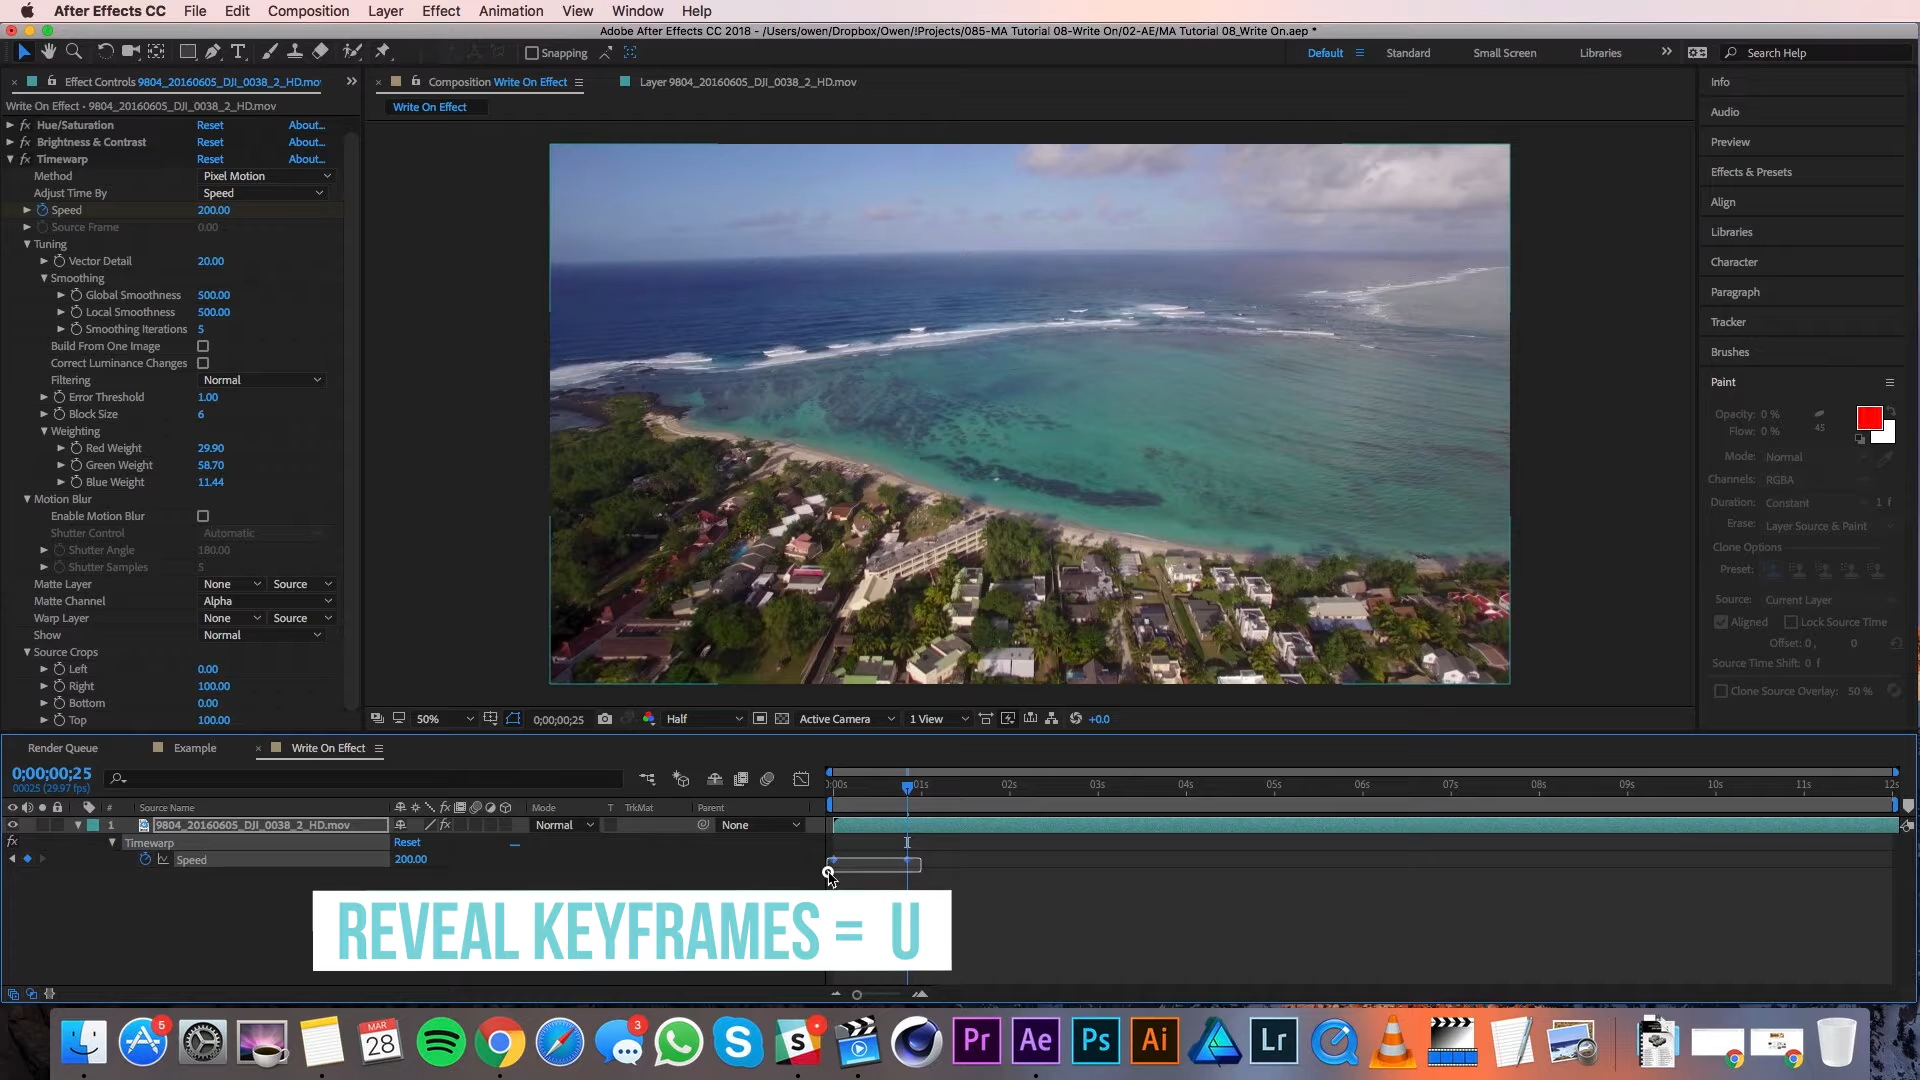 After Effects CC File Edit Composition Layer Effect Animation View Window Help
Adobe After Effects CC 2018 - /Users/owen/Dropbox/Owen/!Projects/085-MA Tutorial 08-Write On/02-AE/MA Tutorial 08_Write On.aep *
Snapping Default Standard Small Screen Libraries Search Help
Effect Controls 9804_20160605_DJI_0038_2_HD.mo
Write On Effect • 9804_20160605_DJI_0038_2_HD.mov
Hue/Saturation Reset About...
Brightness & Contrast Reset About...
Timewarp Reset About...
Method Pixel Motion
Adjust Time By Speed
Speed 200.00
Source Frame 0.00
Tuning
Vector Detail 20.00
Smoothing
Global Smoothness 500.00
Local Smoothness 500.00
Smoothing Iterations 5
Build From One Image
Correct Luminance Changes
Filtering Normal
Error Threshold 1.00
Block Size 6
Weighting
Red Weight 29.90
Green Weight 58.70
Blue Weight 11.44
Motion Blur
Enable Motion Blur
Shutter Control Automatic
Shutter Angle 180.00
Shutter Samples 5
Matte Layer None Source
Matte Channel Alpha
Warp Layer None Source
Show Normal
Source Crops
Left 0.00
Right 100.00
Bottom 0.00
Top 100.00
Composition Write On Effect Layer 9804_20160605_DJI_0038_2_HD.mov
Write On Effect
50% 0;00;00;25 Half Active Camera 1 View +0.0
Info
Audio
Preview
Effects & Presets
Align
Libraries
Character
Paragraph
Tracker
Brushes
Paint
Opacity: 0 %
Flow: 0 % 45
Mode: Normal
Channels: RGBA
Duration: Constant 1 f
Erase: Layer Source & Paint
Clone Options
Preset:
Source: Current Layer
Aligned Lock Source Time
Offset: 0 , 0
Source Time Shift: 0 f
Clone Source Overlay: 50 %
Render Queue Example Write On Effect
0;00;00;25
00025 (29.97 fps)
:00s 01s 02s 03s 04s 05s 06s 07s 08s 09s 10s 11s 12s
# Source Name Mode T TrkMat Parent
1 9804_20160605_DJI_0038_2_HD.mov Normal None
Timewarp Reset
Speed 200.00
REVEAL KEYFRAMES = U
5 MAR 28 3 S S Pr Ae Ps Ai Lr